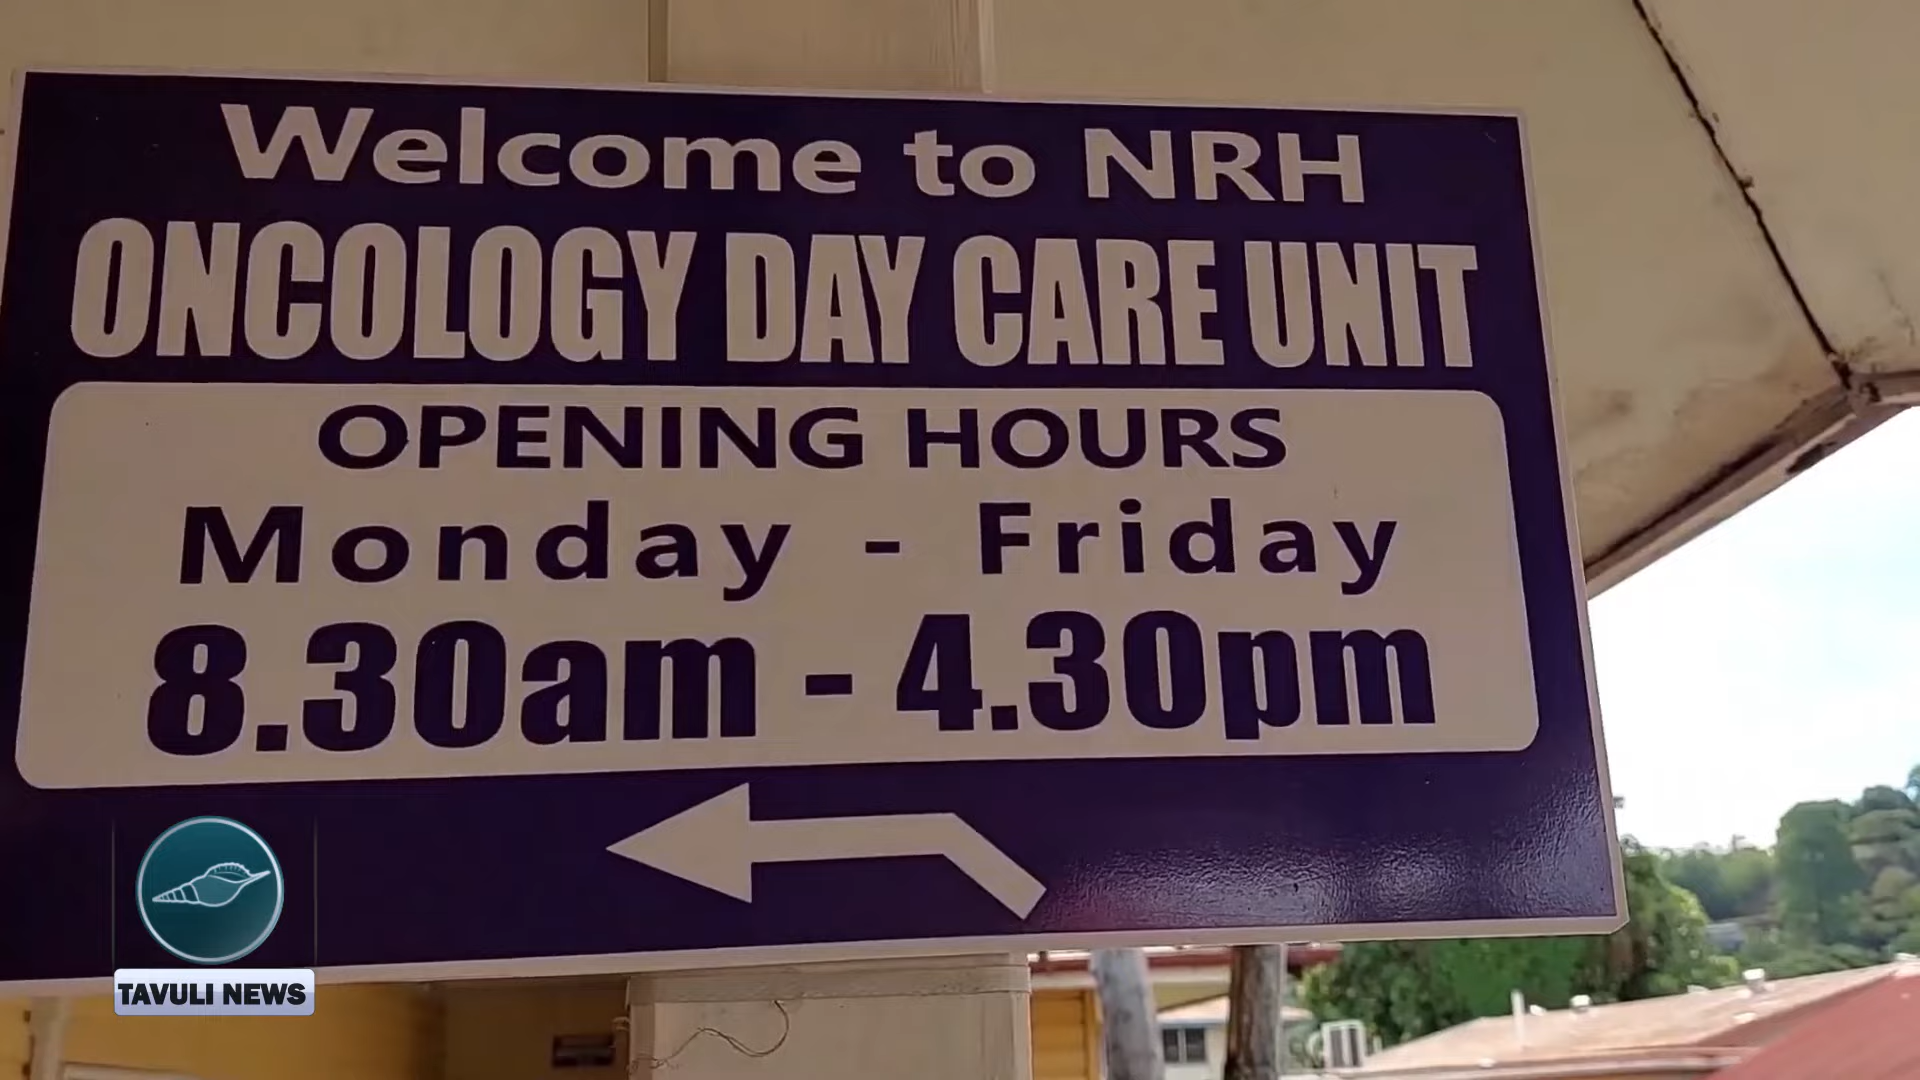 Welcome to NRH
ONCOLOGY DAY CARE UNIT
OPENING HOURS
Monday - Friday
8.30am - 4.30pm
TAVULI NEWS